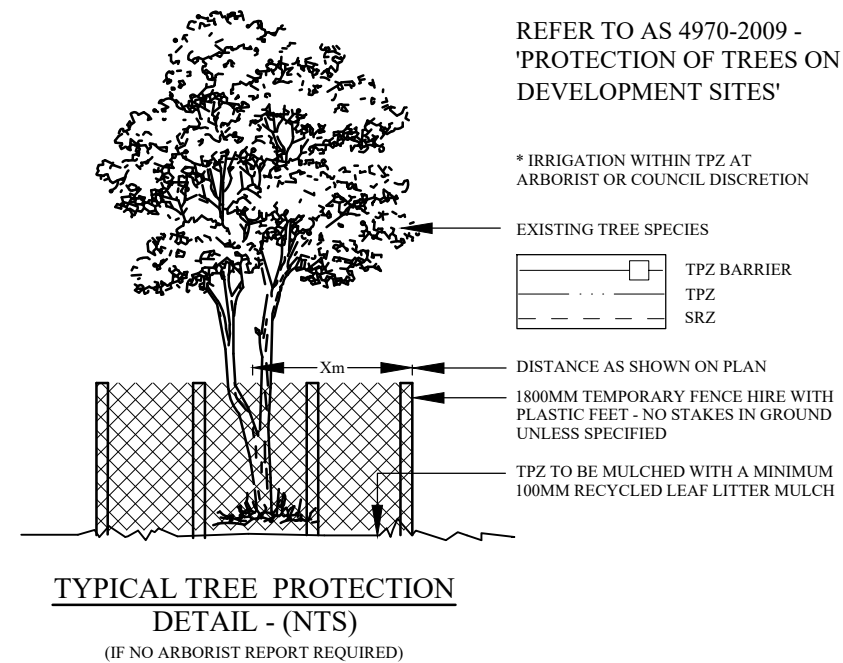 REFER TO AS 4970-2009 -
'PROTECTION OF TREES ON
DEVELOPMENT SITES'
* IRRIGATION WITHIN TPZ AT
ARBORIST OR COUNCIL DISCRETION
EXISTING TREE SPECIES
TPZ BARRIER
TPZ
SRZ
Xm
DISTANCE AS SHOWN ON PLAN
1800MM TEMPORARY FENCE HIRE WITH
PLASTIC FEET - NO STAKES IN GROUND
UNLESS SPECIFIED
TPZ TO BE MULCHED WITH A MINIMUM
100MM RECYCLED LEAF LITTER MULCH
TYPICAL TREE PROTECTION
DETAIL - (NTS)
(IF NO ARBORIST REPORT REQUIRED)